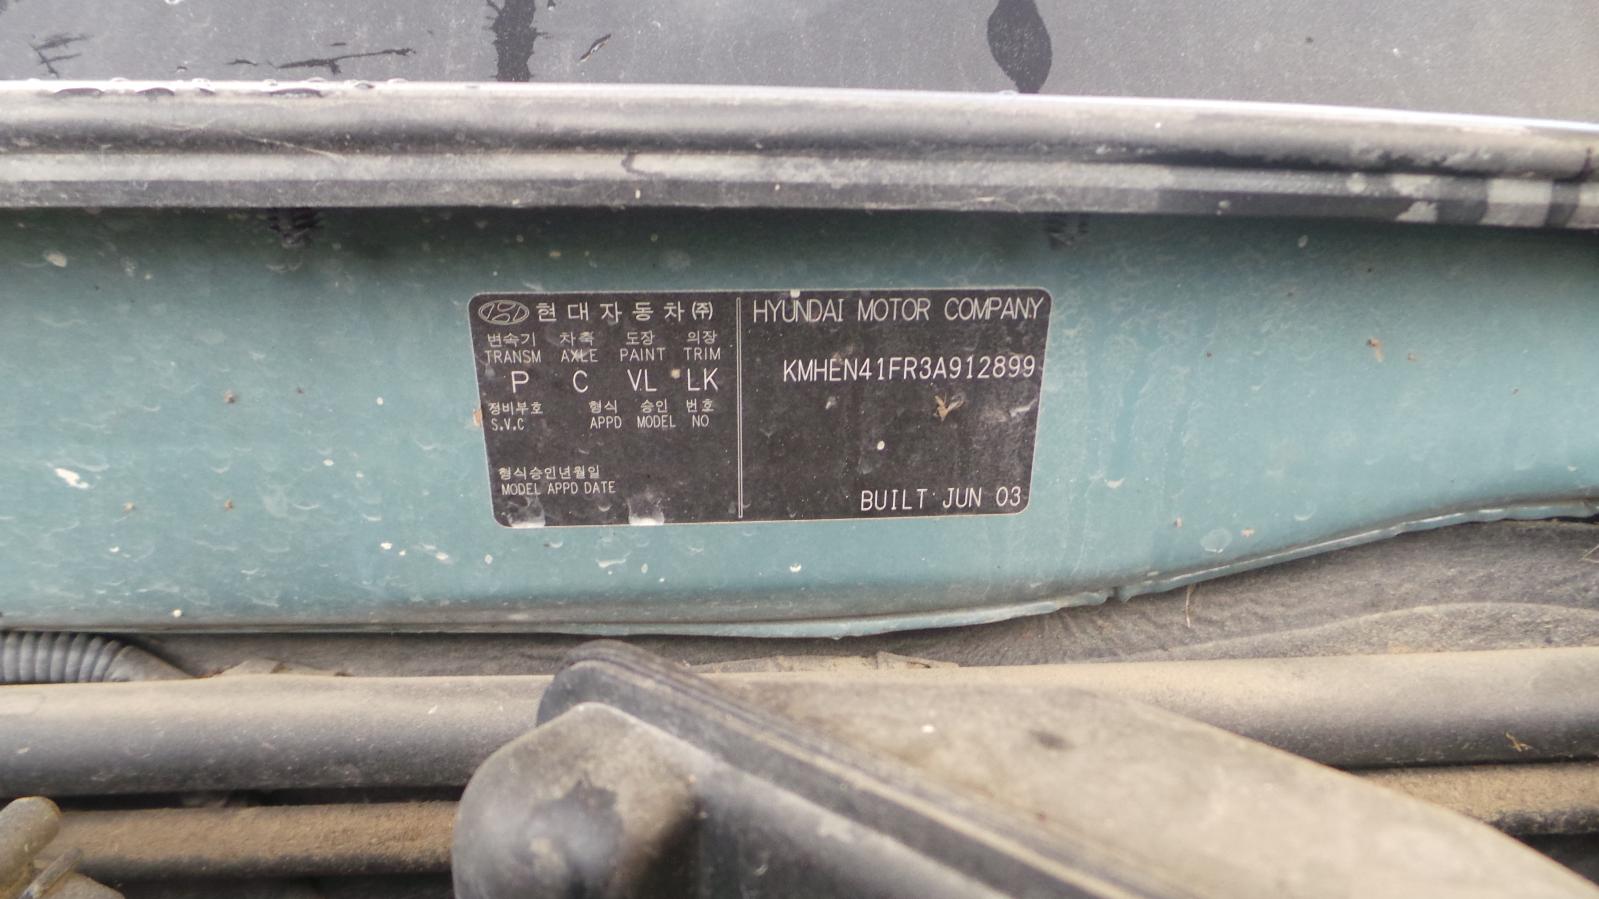 현대자동차(주)
변속기 차축 도장 의장
TRANSM AXLE PAINT TRIM
P C VL LK
정비부호 형식 승인 번호
S.V.C APPD MODEL NO
형식승인년월일
MODEL APPD DATE
HYUNDAI MOTOR COMPANY
KMHEN41FR3A912899
BUILT JUN 03